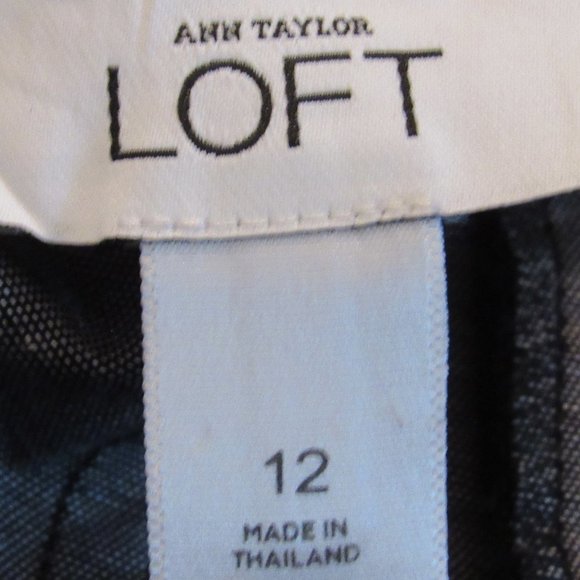 ANN TAYLOR
LOFT
12
MADE IN
THAILAND